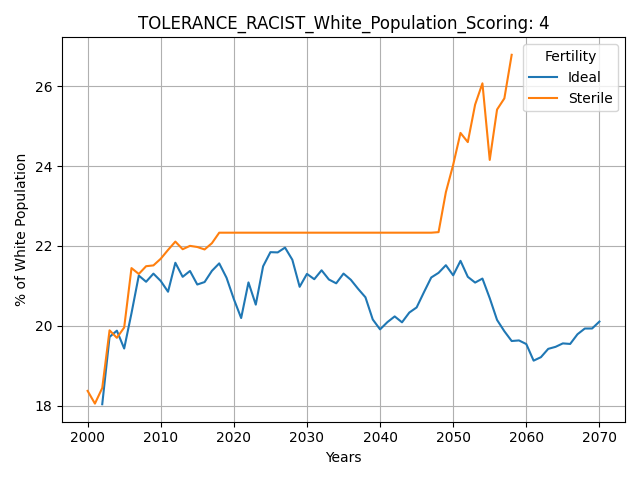 TOLERANCE_RACIST_White_Population_Scoring: 4
Fertility
Ideal
Sterile
% of White Population
26
24
22
20
18
2000 2010 2020 2030 2040 2050 2060 2070
Years